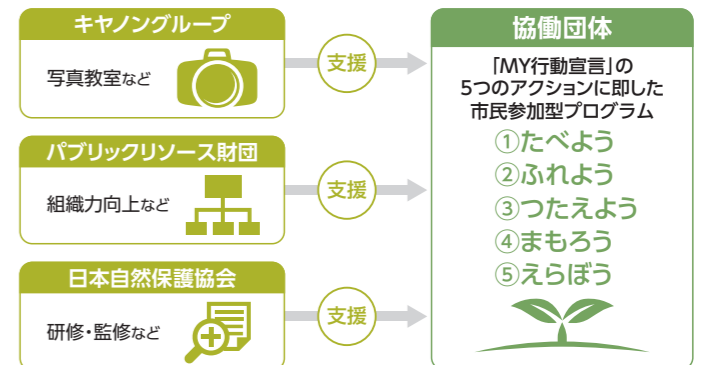 キヤノングループ
写真教室など
支援
パブリックリソース財団
組織力向上など
支援
日本自然保護協会
研修・監修など
支援
協働団体
「MY行動宣言」の
5つのアクションに即した
市民参加型プログラム
①たべよう
②ふれよう
③つたえよう
④まもろう
⑤えらぼう